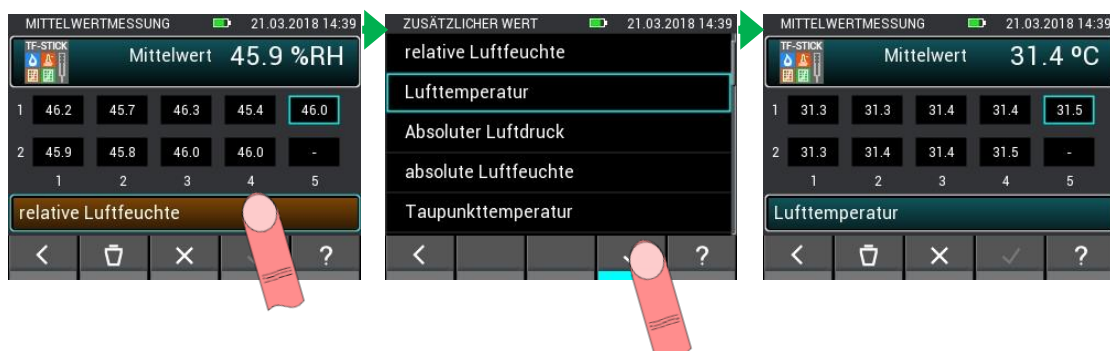 MITTELWERTMESSUNG 21.03.2018 14:39
TF-STICK
Mittelwert 45.9 %RH
1 46.2 45.7 46.3 45.4 46.0
2 45.9 45.8 46.0 46.0 -
1 2 3 4 5
relative Luftfeuchte
?
ZUSÄTZLICHER WERT 21.03.2018 14:39
relative Luftfeuchte
Lufttemperatur
Absoluter Luftdruck
absolute Luftfeuchte
Taupunkttemperatur
?
MITTELWERTMESSUNG 21.03.2018 14:39
TF-STICK
Mittelwert 31.4 ºC
1 31.3 31.3 31.4 31.4 31.5
2 31.3 31.4 31.4 31.5 -
1 2 3 4 5
Lufttemperatur
?